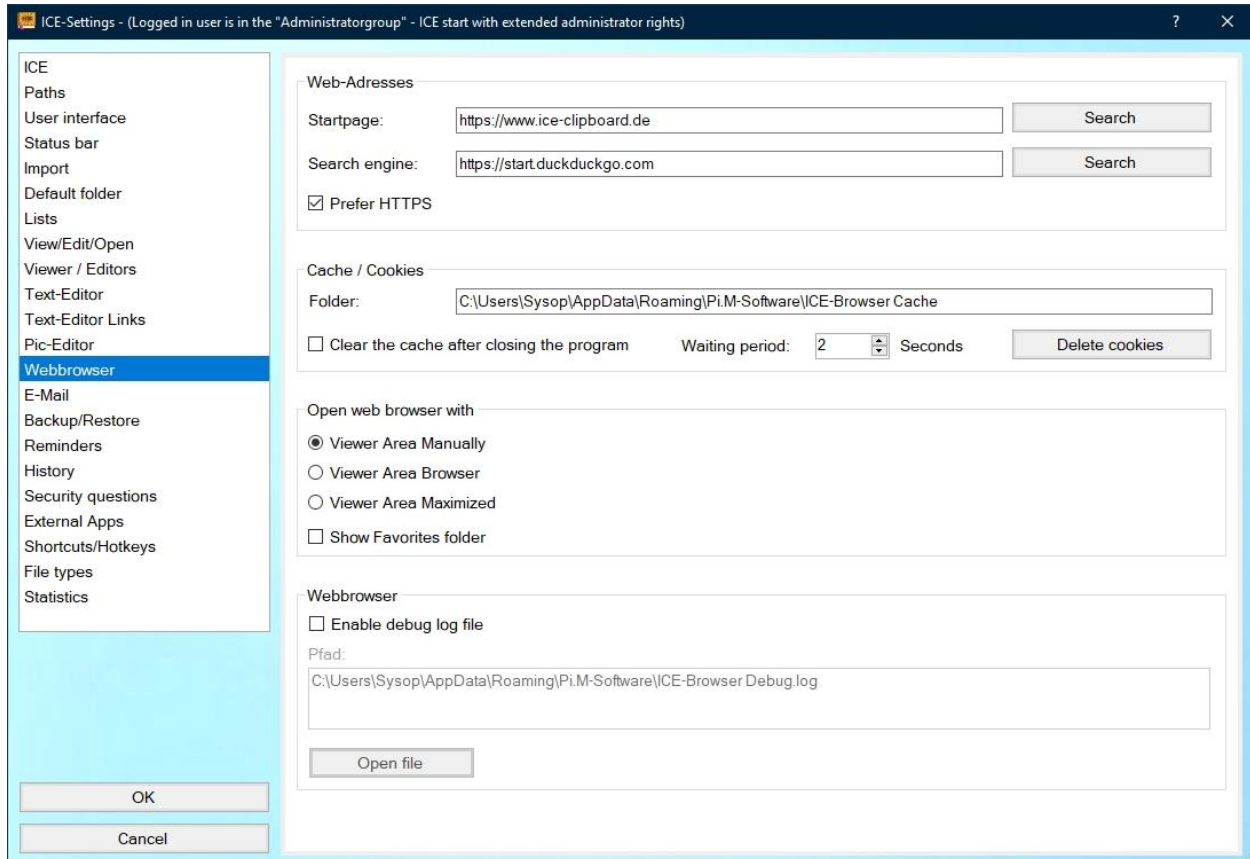 ICE-Settings - (Logged in user is in the "Administratorgroup" - ICE start with extended administrator rights)
ICE
Paths
User interface
Status bar
Import
Default folder
Lists
View/Edit/Open
Viewer / Editors
Text-Editor
Text-Editor Links
Pic-Editor
Webbrowser
E-Mail
Backup/Restore
Reminders
History
Security questions
External Apps
Shortcuts/Hotkeys
File types
Statistics
OK
Cancel
Web-Adresses
Startpage: https://www.ice-clipboard.de Search
Search engine: https://start.duckduckgo.com Search
Prefer HTTPS
Cache / Cookies
Folder: C:\Users\Sysop\AppData\Roaming\Pi.M-Software\ICE-Browser Cache
Clear the cache after closing the program Waiting period: 2 Seconds Delete cookies
Open web browser with
Viewer Area Manually
Viewer Area Browser
Viewer Area Maximized
Show Favorites folder
Webbrowser
Enable debug log file
Pfad:
C:\Users\Sysop\AppData\Roaming\Pi.M-Software\ICE-Browser Debug.log
Open file